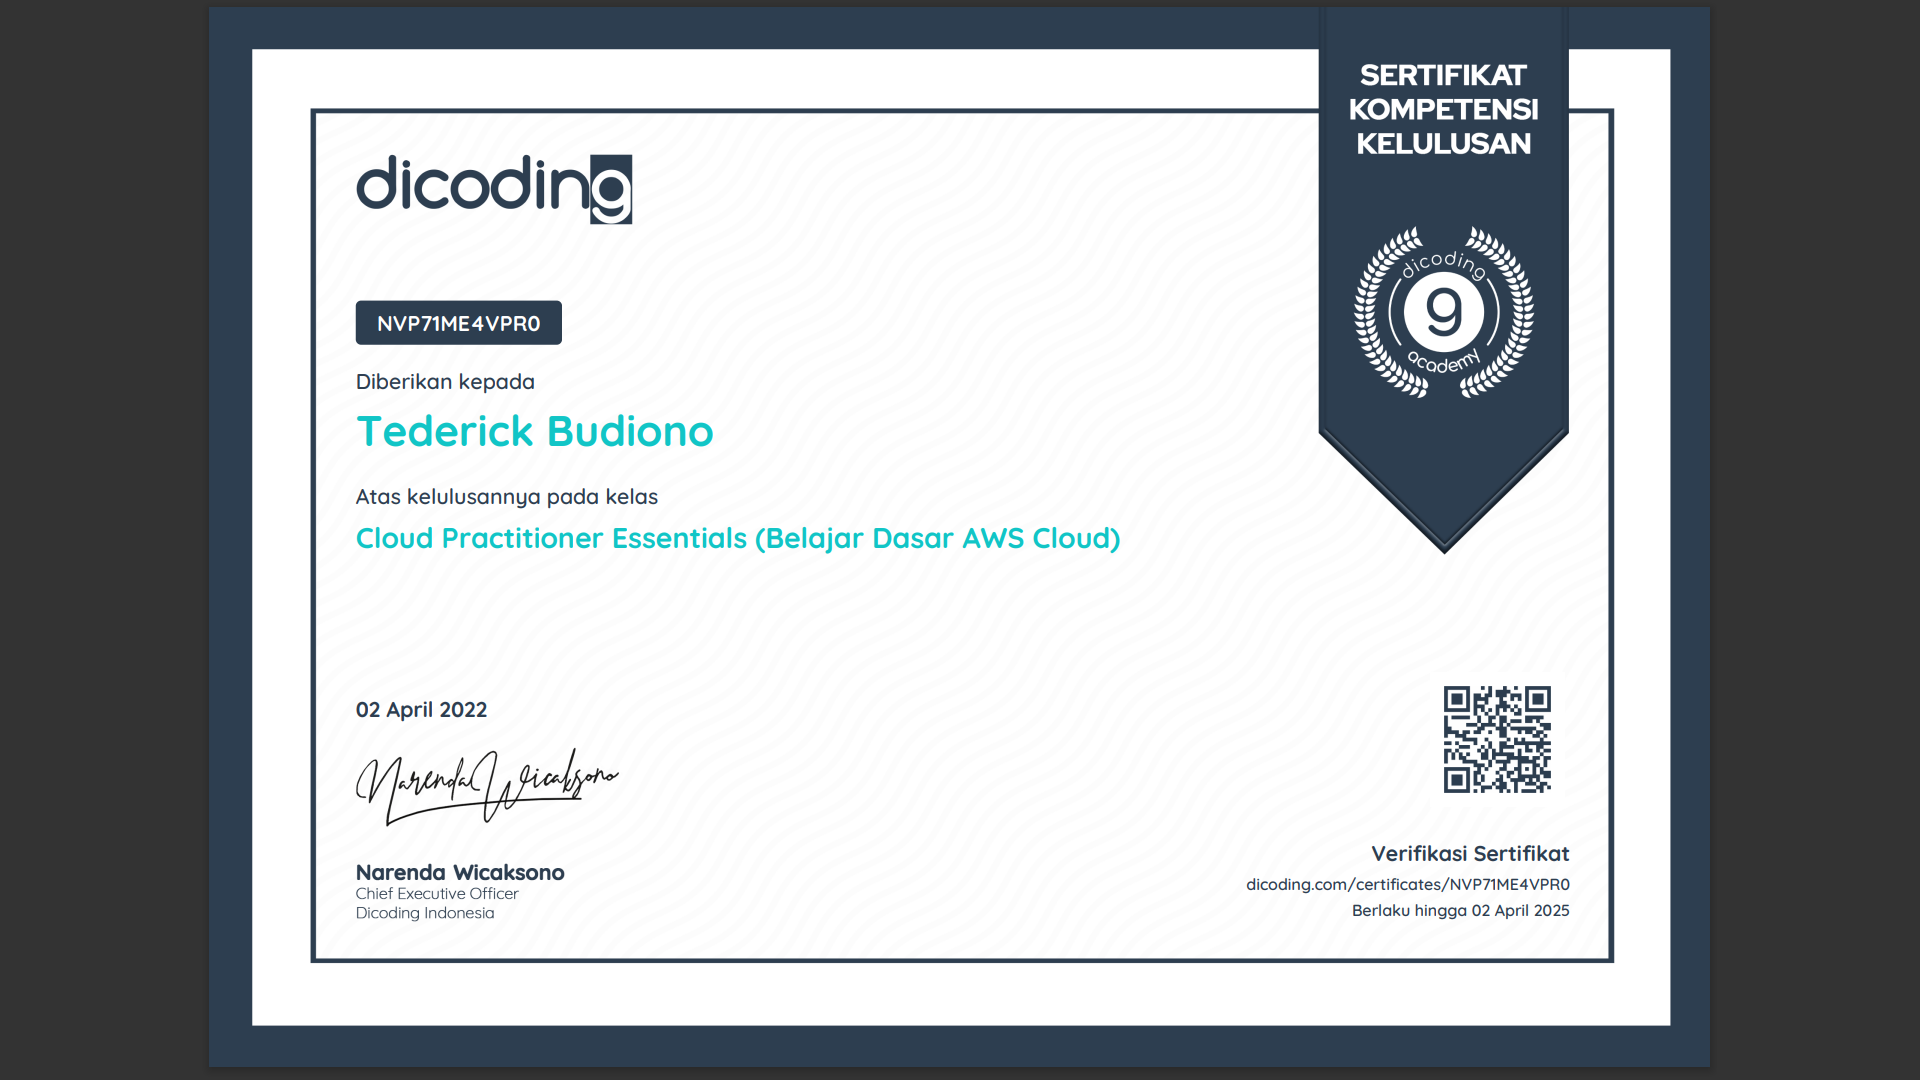 SERTIFIKAT
KOMPETENSI
KELULUSAN
dicoding
dicoding
g
academy
NVP71ME4VPR0
Diberikan kepada
Tederick Budiono
Atas kelulusannya pada kelas
Cloud Practitioner Essentials (Belajar Dasar AWS Cloud)
02 April 2022
Narenda Wicaksono
Narenda Wicaksono
Chief Executive Officer
Dicoding Indonesia
Verifikasi Sertifikat
dicoding.com/certificates/NVP71ME4VPR0
Berlaku hingga 02 April 2025